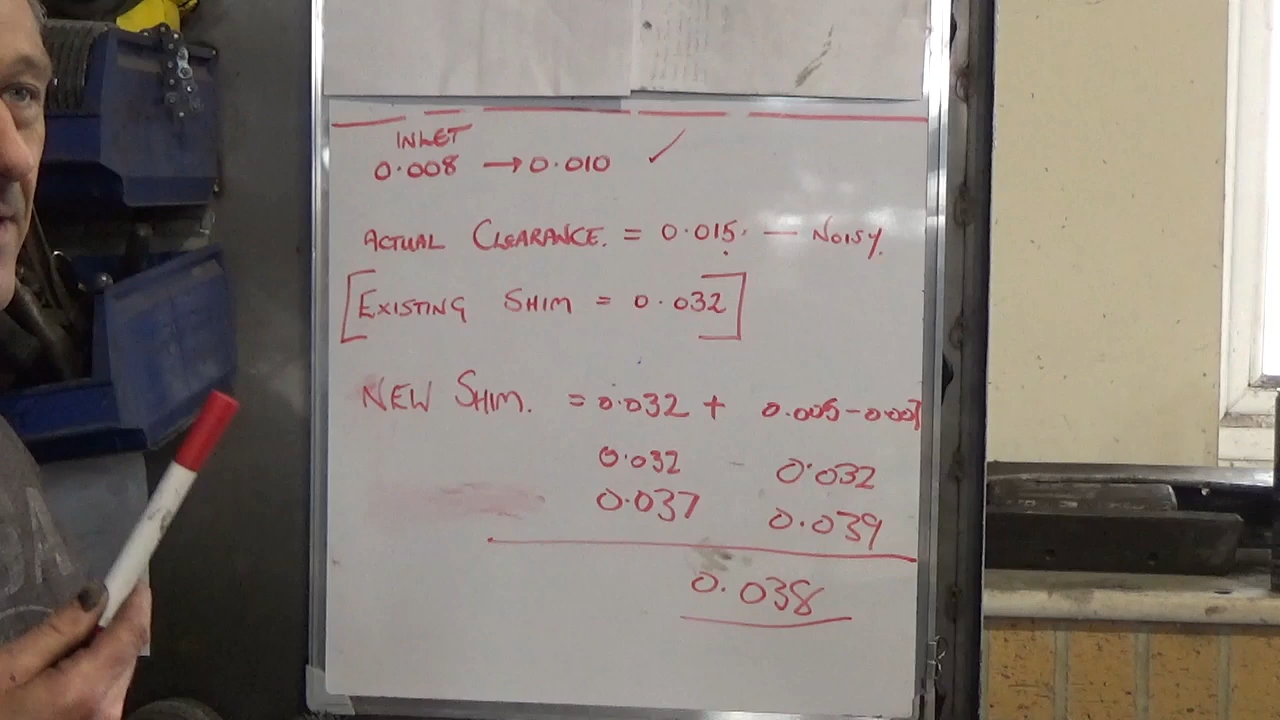 INLET
0.008 → 0.010 ✓
ACTUAL CLEARANCE. = 0.015. — NOISY.
[EXISTING SHIM = 0.032]
NEW SHIM. = 0.032 + 0.005 - 0.007
0.032 - 0.032
0.037 0.039
0.038